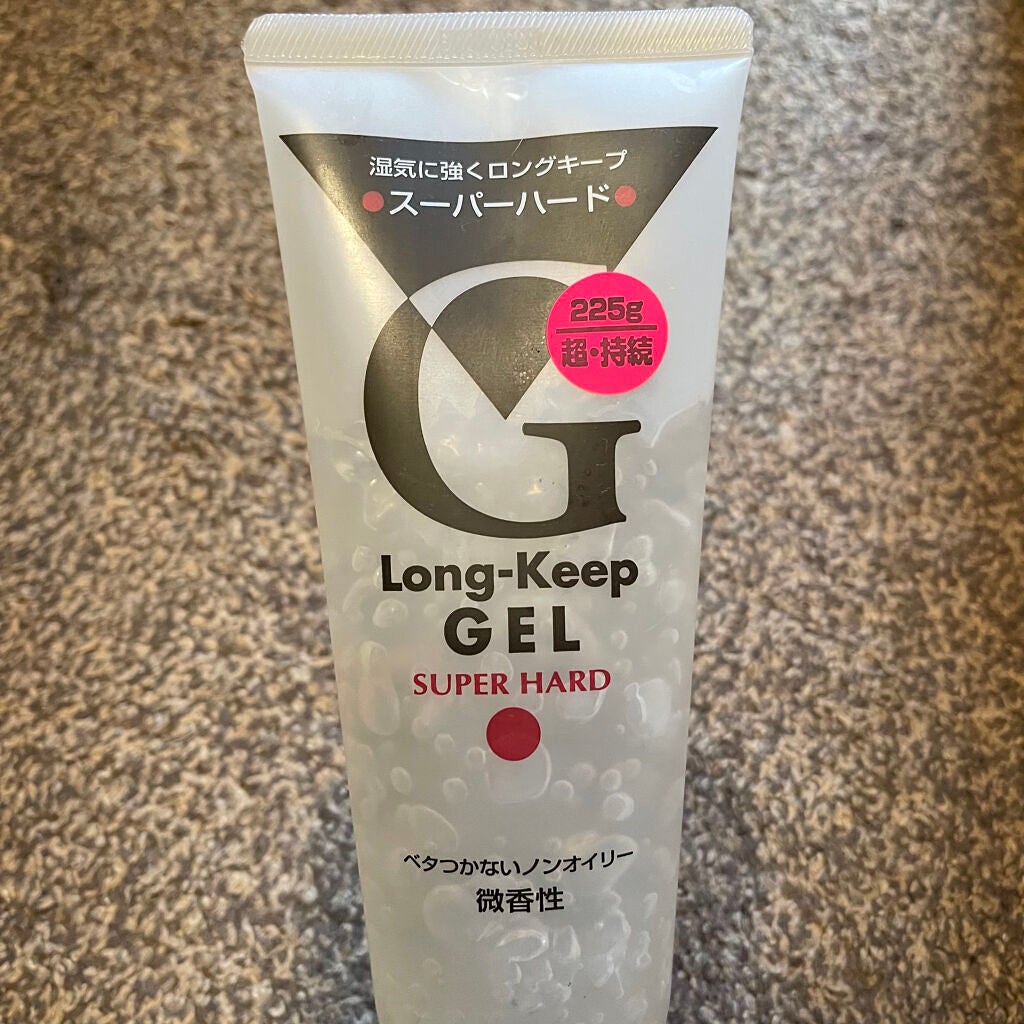 湿気に強くロングキープ
●スーパーハード●
225g
超・持続
G
Long-Keep
GEL
SUPER HARD
ベタつかないノンオイリー
微香性